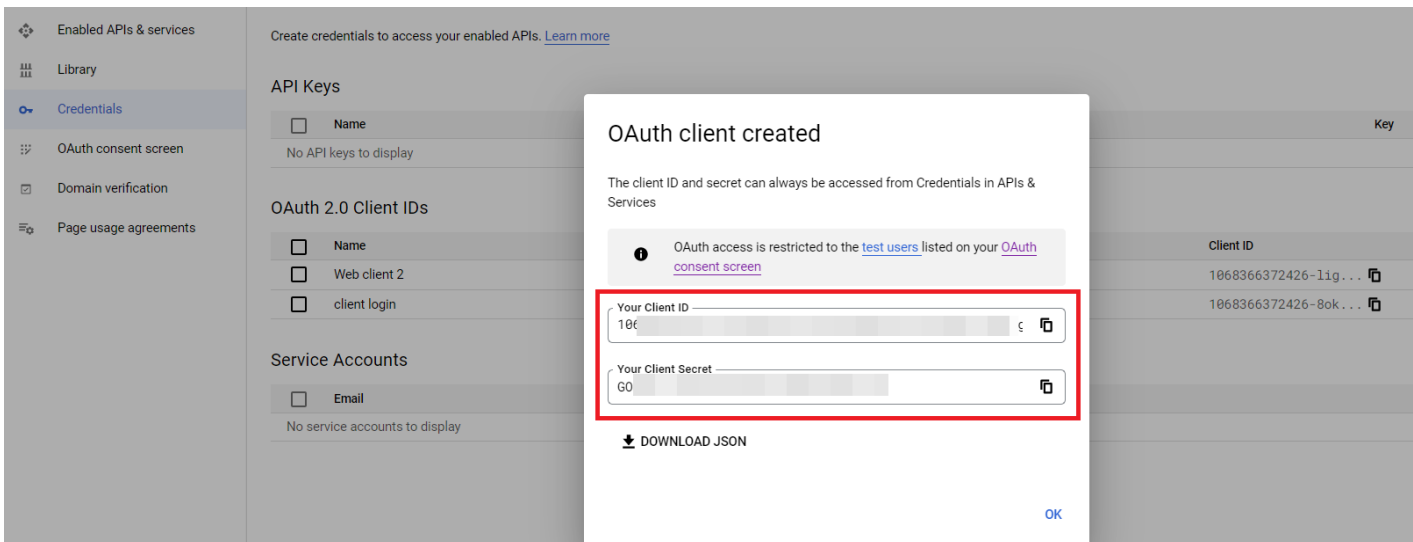 Enabled APIs & services
Library
Credentials
OAuth consent screen
Domain verification
Page usage agreements
Create credentials to access your enabled APIs. Learn more
API Keys
Name
Key
No API keys to display
OAuth 2.0 Client IDs
Name
Client ID
Web client 2
1068366372426-lig...
client login
1068366372426-8ok...
Service Accounts
Email
No service accounts to display
OAuth client created
The client ID and secret can always be accessed from Credentials in APIs &
Services
OAuth access is restricted to the test users listed on your OAuth
consent screen
Your Client ID
106
Your Client Secret
GO
DOWNLOAD JSON
OK